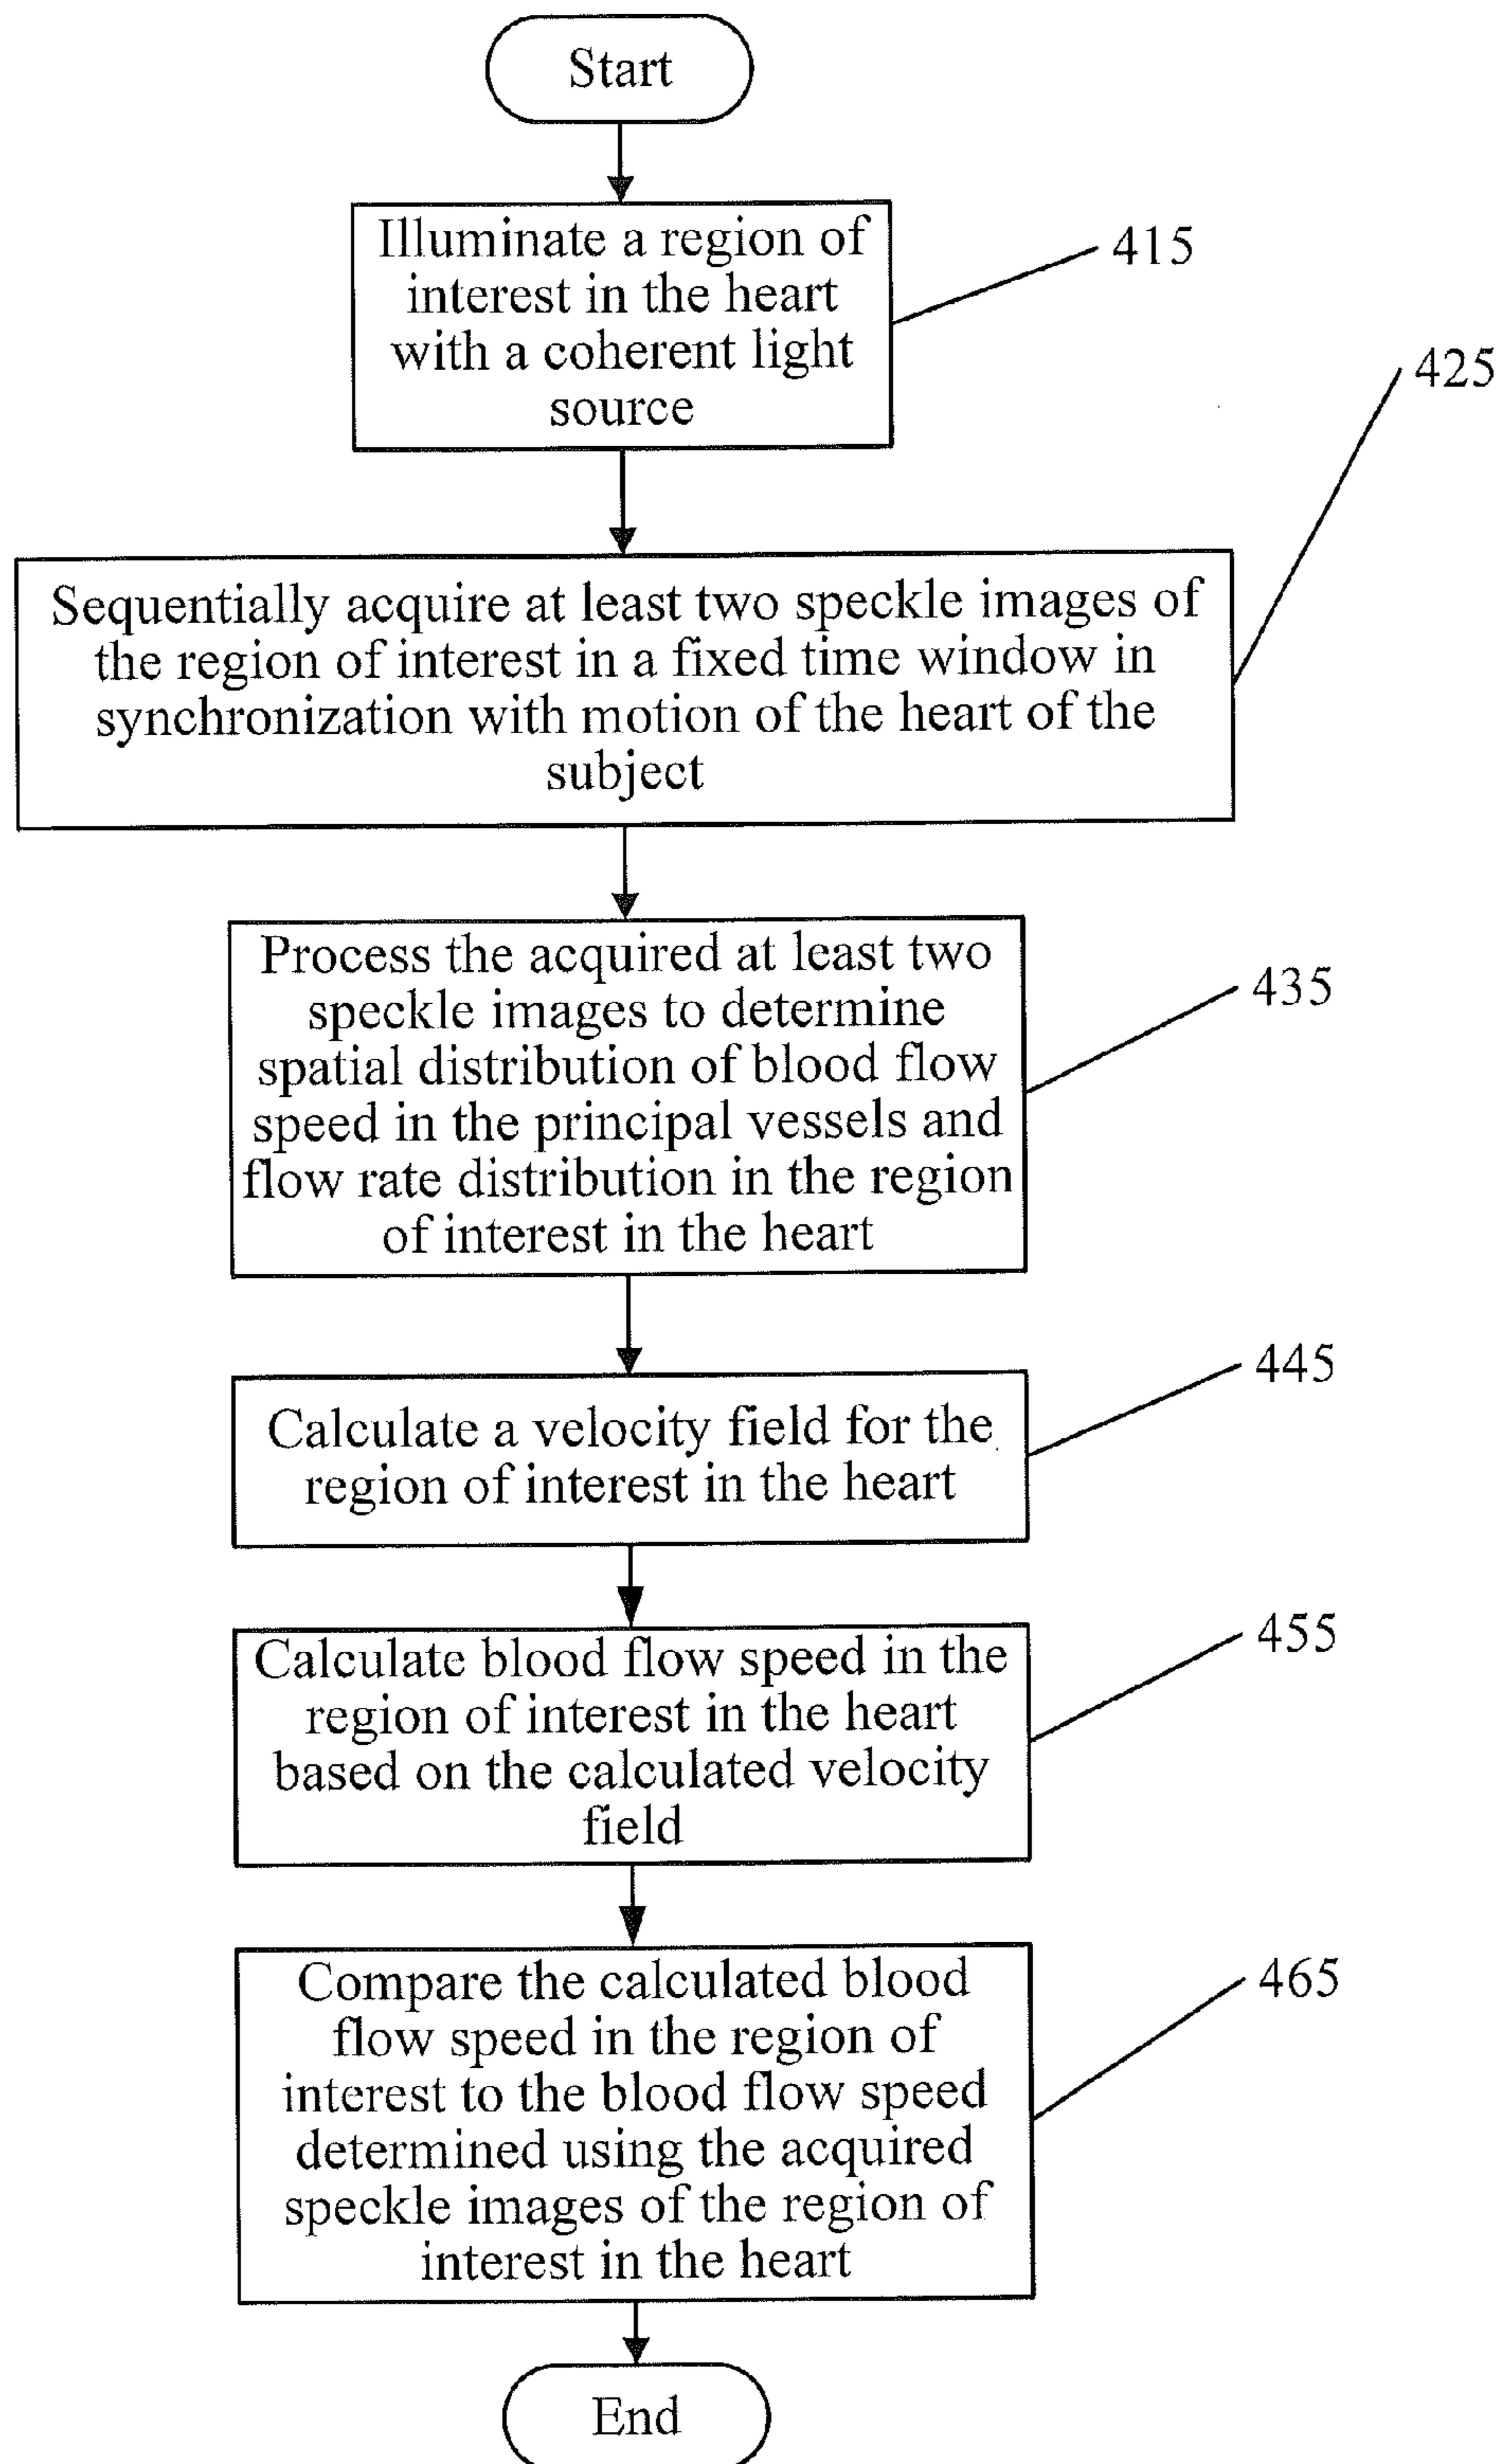 Start
Illuminate a region of
interest in the heart
with a coherent light
source
415
425
Sequentially acquire at least two speckle images of
the region of interest in a fixed time window in
synchronization with motion of the heart of the
subject
Process the acquired at least two
speckle images to determine
spatial distribution of blood flow
speed in the principal vessels and
flow rate distribution in the region
of interest in the heart
435
Calculate a velocity field for the
region of interest in the heart
445
Calculate blood flow speed in the
region of interest in the heart
based on the calculated velocity
field
455
Compare the calculated blood
flow speed in the region of
interest to the blood flow speed
determined using the acquired
speckle images of the region of
interest in the heart
465
End